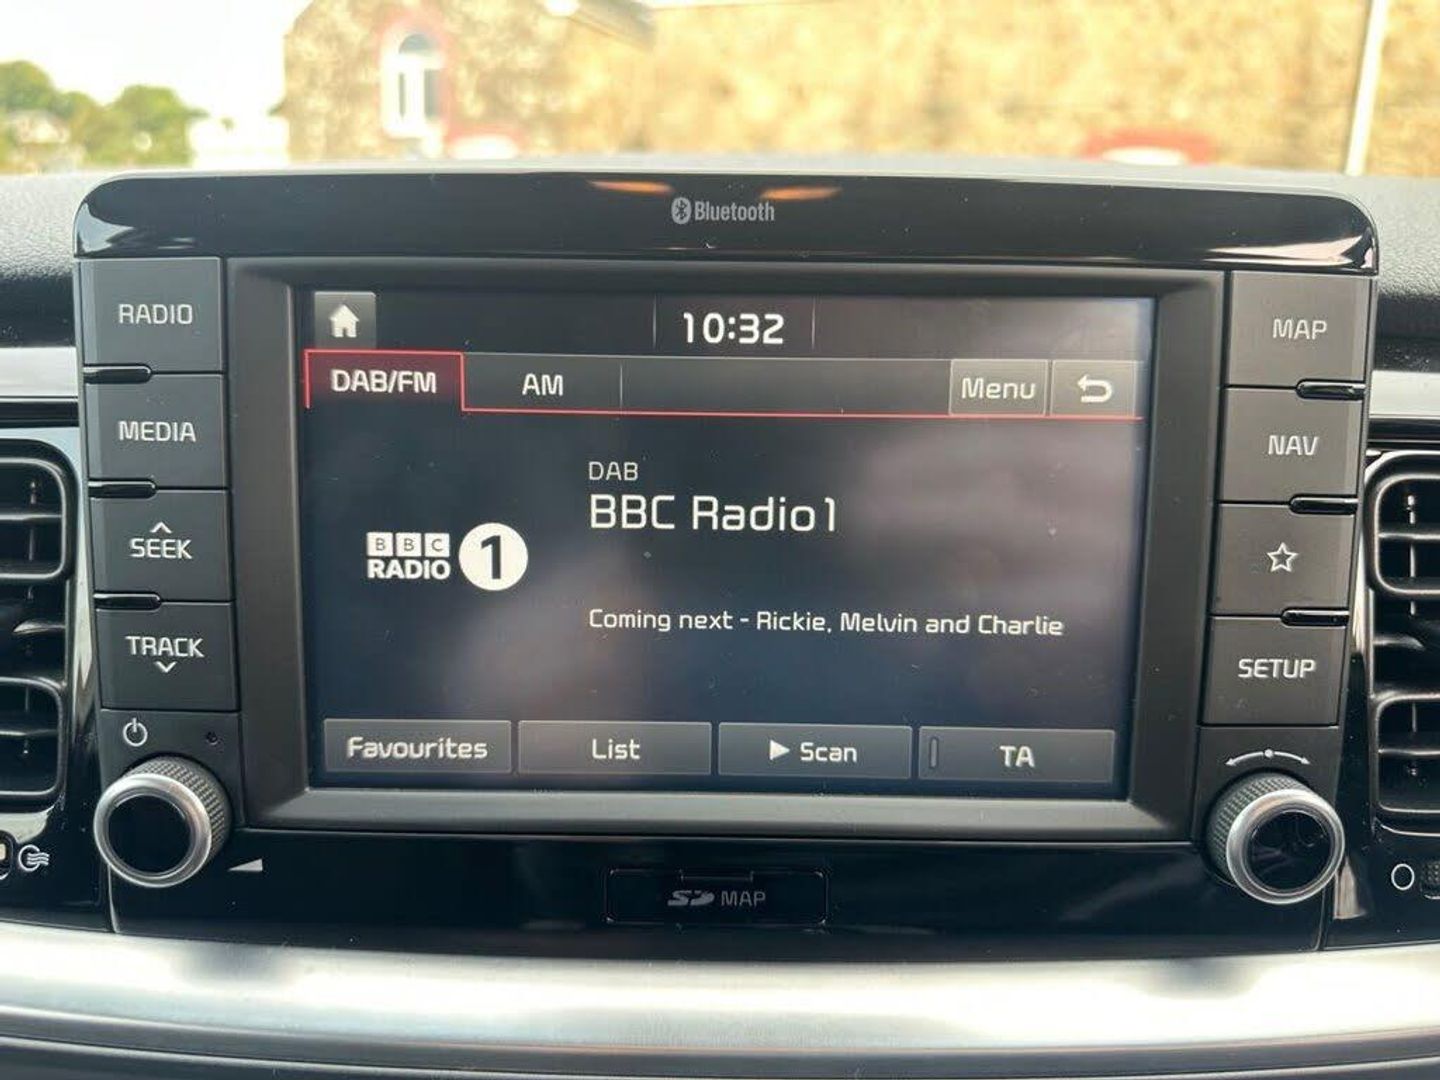 Bluetooth
RADIO
MEDIA
SEEK
TRACK
10:32
DAB/FM
AM
Menu
DAB
BBC Radio1
BBC
RADIO
1
Coming next - Rickie, Melvin and Charlie
Favourites
List
Scan
TA
MAP
NAV
SETUP
SD MAP